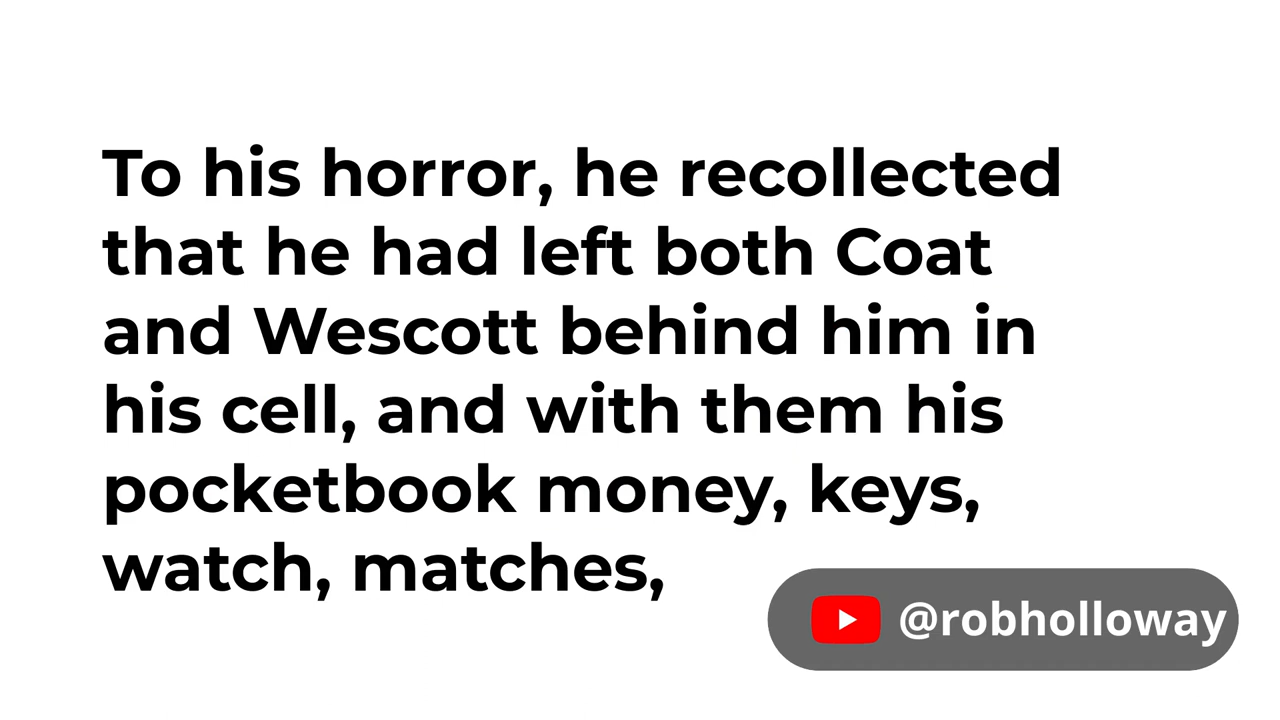 To his horror, he recollected
that he had left both Coat
and Wescott behind him in
his cell, and with them his
pocketbook money, keys,
watch, matches,
@robholloway